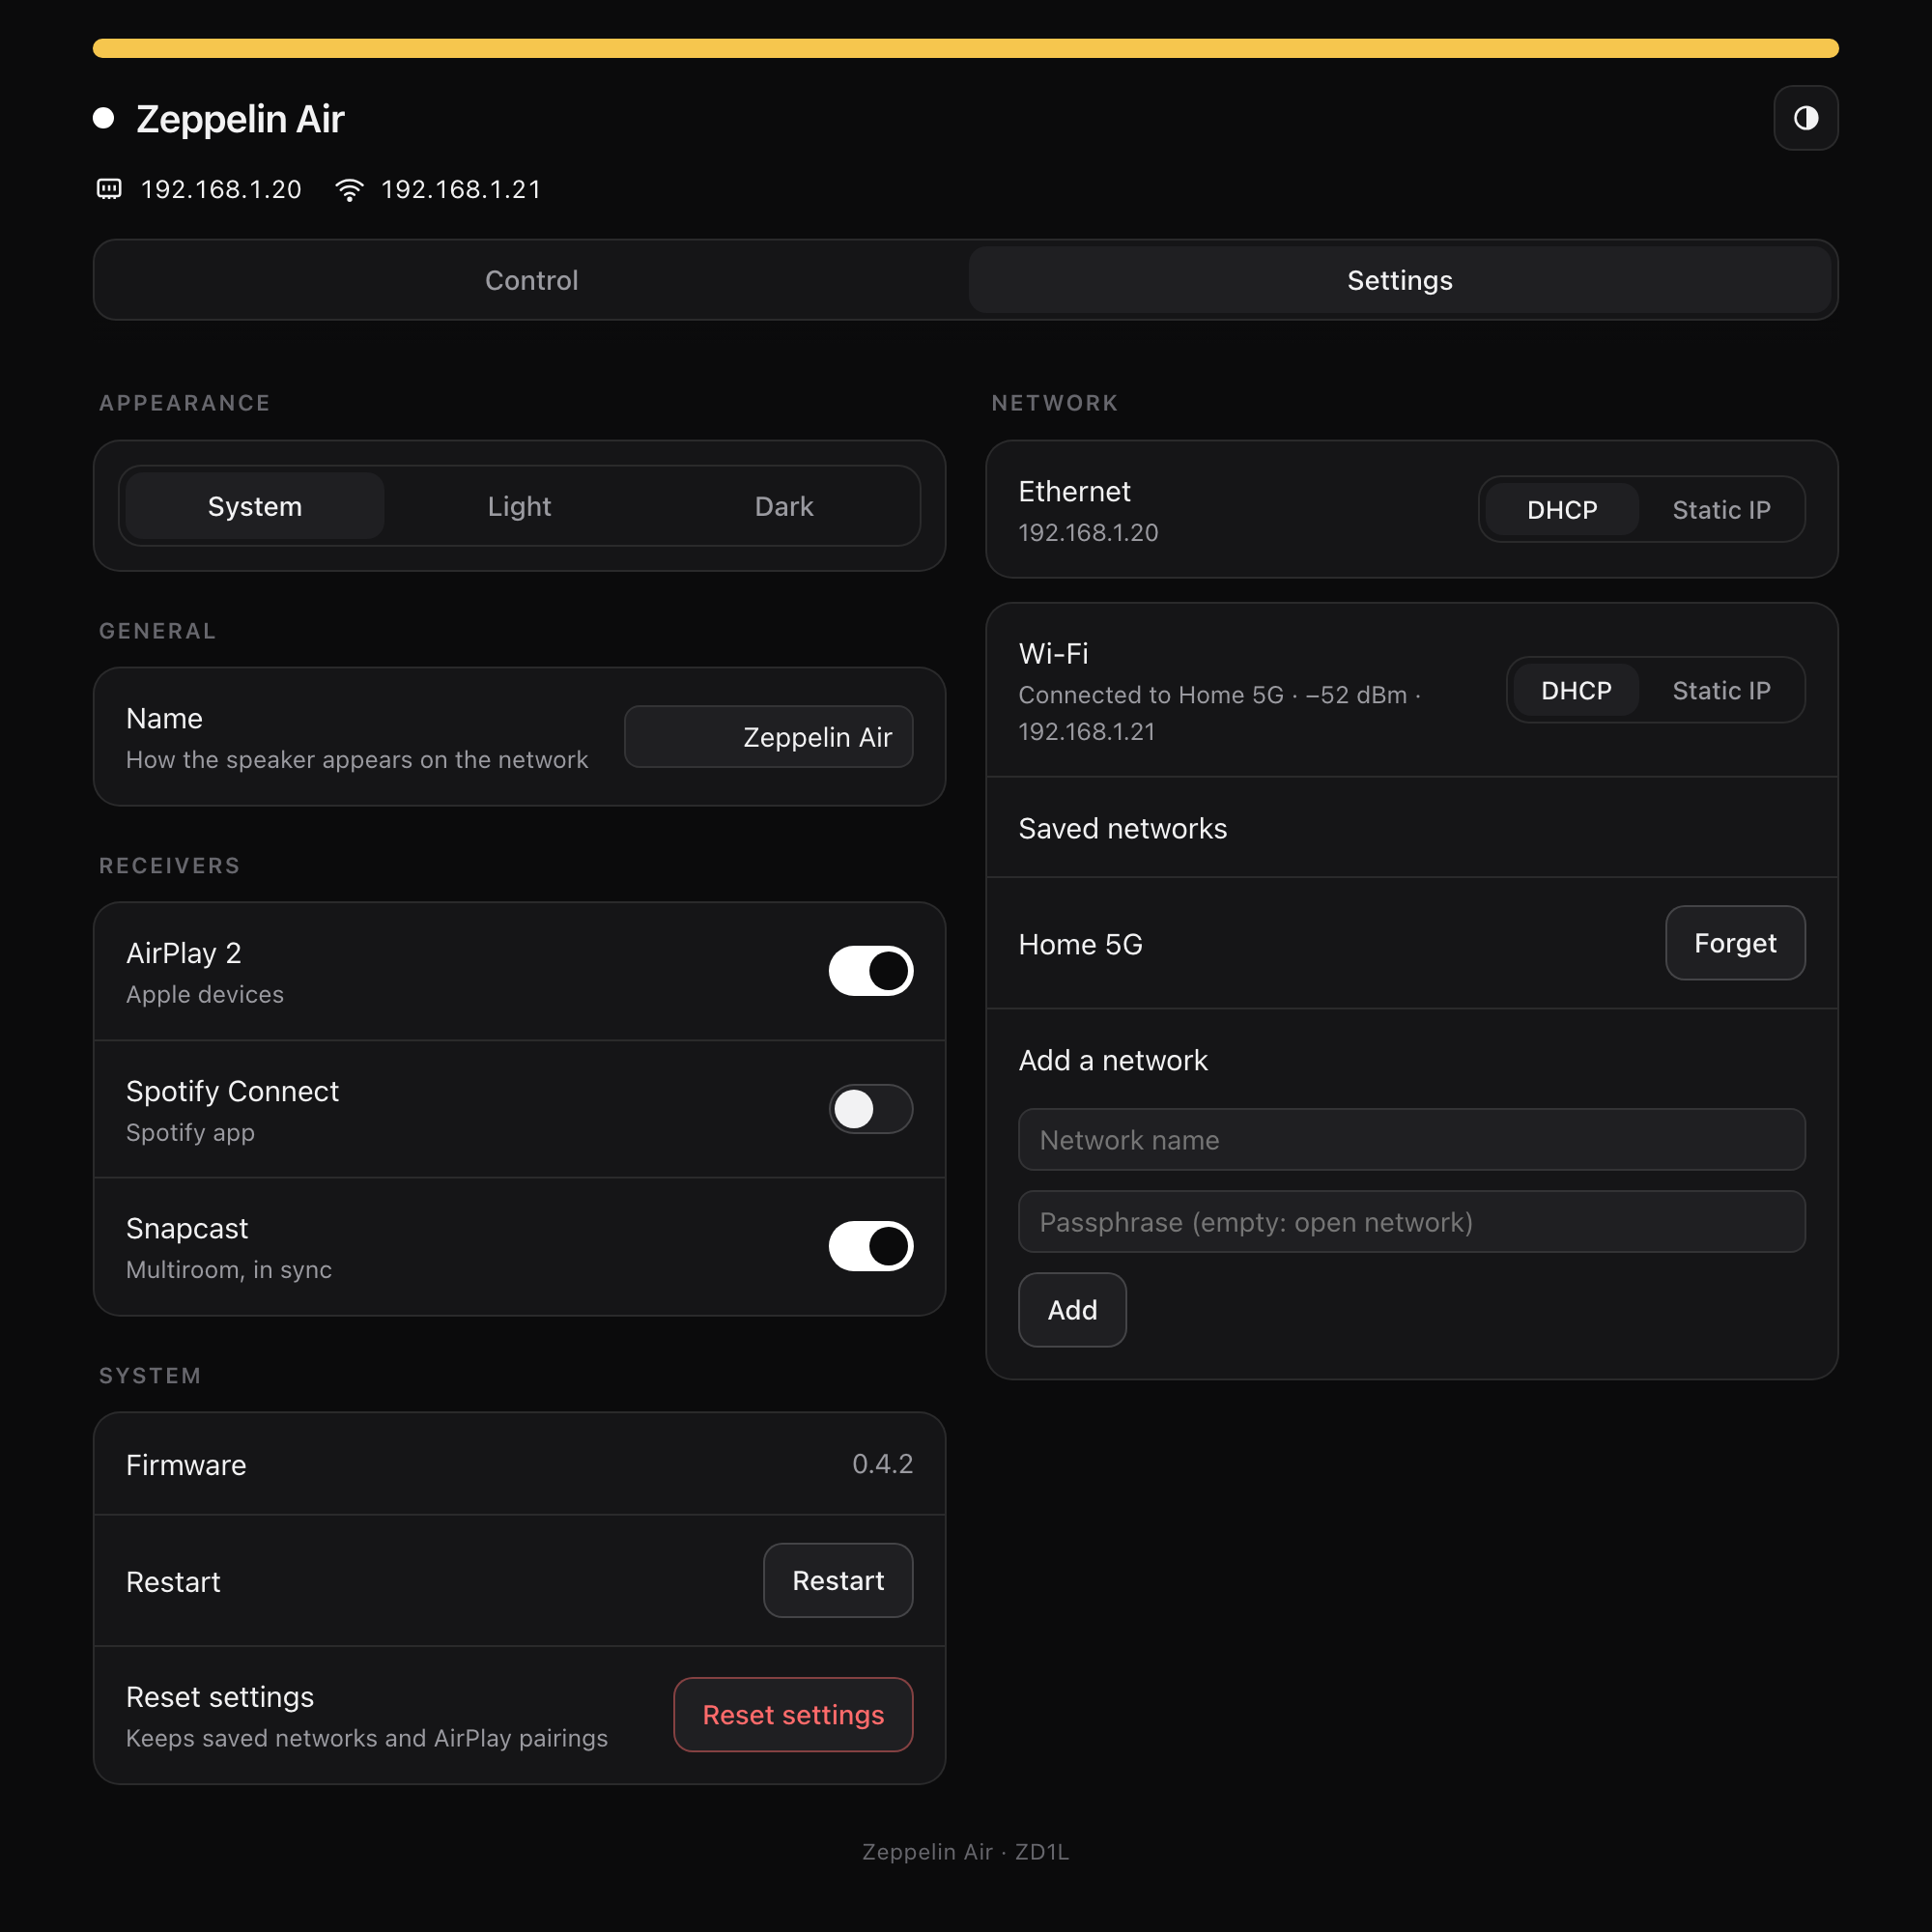 Zeppelin Air
192.168.1.20 192.168.1.21
Control Settings
APPEARANCE
System Light Dark
GENERAL
Name
How the speaker appears on the network
Zeppelin Air
RECEIVERS
AirPlay 2
Apple devices
Spotify Connect
Spotify app
Snapcast
Multiroom, in sync
SYSTEM
Firmware 0.4.2
Restart Restart
Reset settings
Keeps saved networks and AirPlay pairings
Reset settings
NETWORK
Ethernet
192.168.1.20
DHCP Static IP
Wi-Fi
Connected to Home 5G · −52 dBm ·
192.168.1.21
DHCP Static IP
Saved networks
Home 5G Forget
Add a network
Network name
Passphrase (empty: open network)
Add
Zeppelin Air · ZD1L